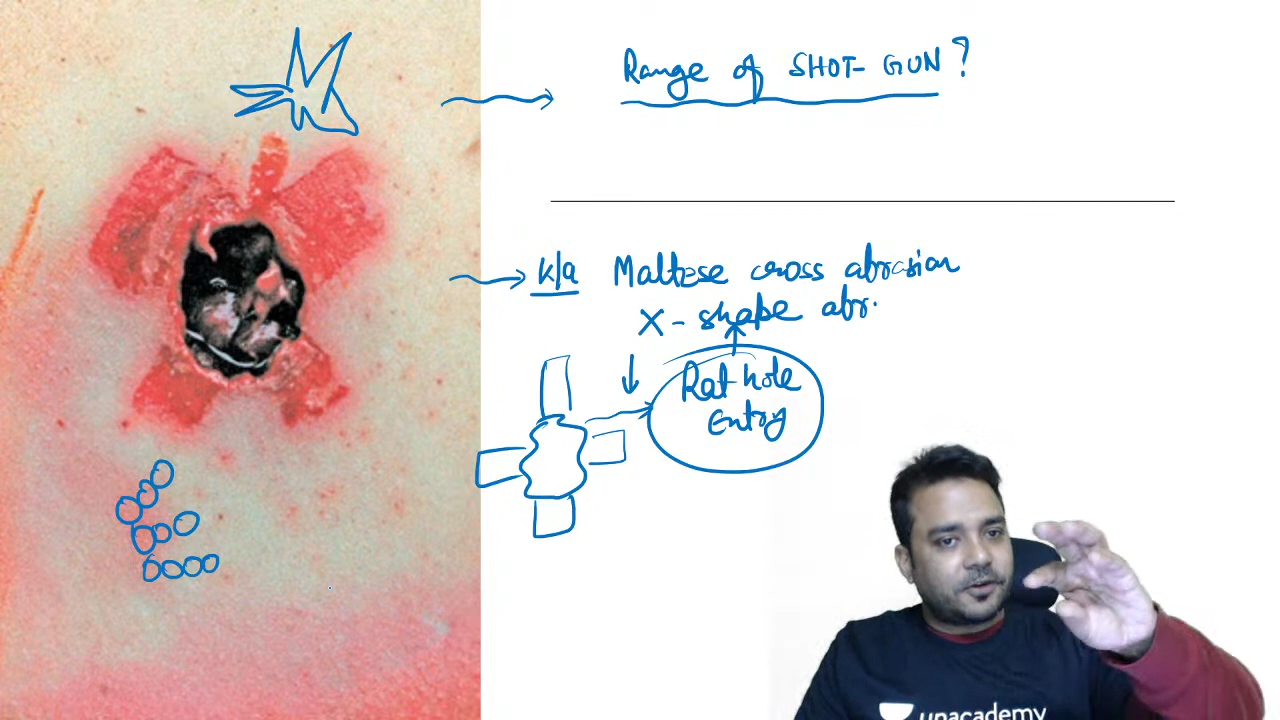 Range of SHOT-GUN?
k/a Maltese cross abrasion
X-shape abr.
Rat hole
Entry
unacademy